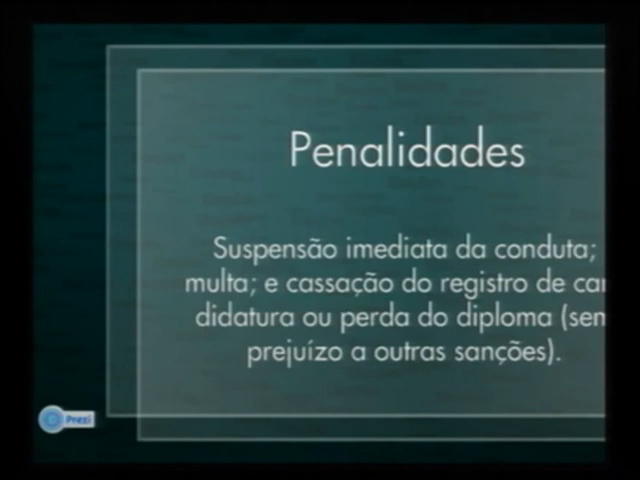 Penalidades
Suspensão imediata da conduta;
multa; e cassação do registro de can
didatura ou perda do diploma (sem
prejuízo a outras sanções).
Prezi